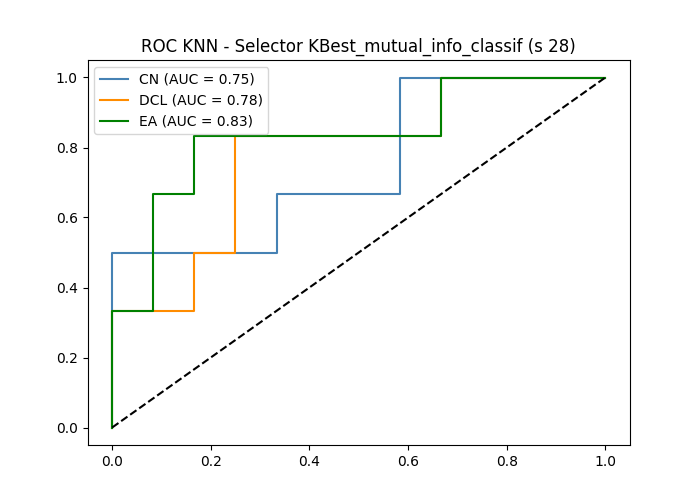 ROC KNN - Selector KBest_mutual_info_classif (s 28)
1.0
0.8
0.6
0.4
0.2
0.0
CN (AUC = 0.75)
DCL (AUC = 0.78)
EA (AUC = 0.83)
0.0 0.2 0.4 0.6 0.8 1.0